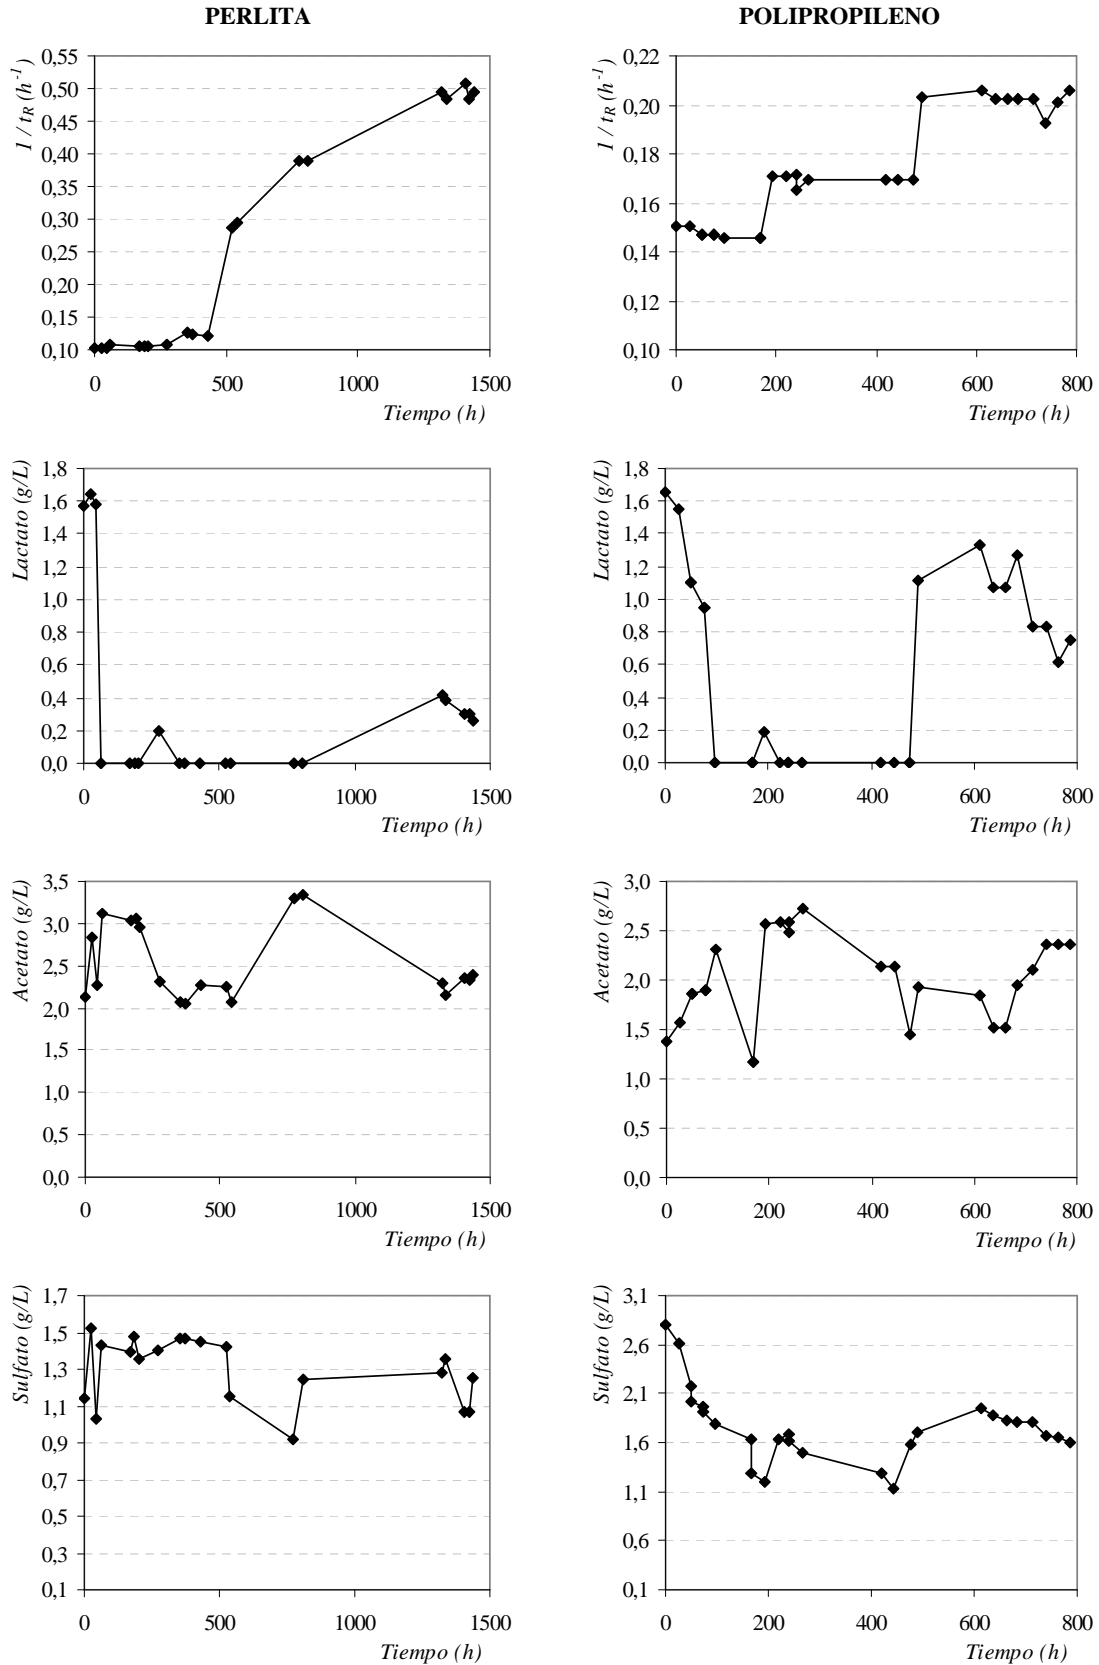 PERLITA
POLIPROPILENO
1 / tR (h-1)
0,55
0,50
0,45
0,40
0,35
0,30
0,25
0,20
0,15
0,10
0 500 1000 1500
Tiempo (h)
1 / tR (h-1)
0,22
0,20
0,18
0,16
0,14
0,12
0,10
0 200 400 600 800
Tiempo (h)
Lactato (g/L)
1,8
1,6
1,4
1,2
1,0
0,8
0,6
0,4
0,2
0,0
0 500 1000 1500
Tiempo (h)
Lactato (g/L)
1,8
1,6
1,4
1,2
1,0
0,8
0,6
0,4
0,2
0,0
0 200 400 600 800
Tiempo (h)
Acetato (g/L)
3,5
3,0
2,5
2,0
1,5
1,0
0,5
0,0
0 500 1000 1500
Tiempo (h)
Acetato (g/L)
3,0
2,5
2,0
1,5
1,0
0,5
0,0
0 200 400 600 800
Tiempo (h)
Sulfato (g/L)
1,7
1,5
1,3
1,1
0,9
0,7
0,5
0,3
0,1
0 500 1000 1500
Tiempo (h)
Sulfato (g/L)
3,1
2,6
2,1
1,6
1,1
0,6
0,1
0 200 400 600 800
Tiempo (h)